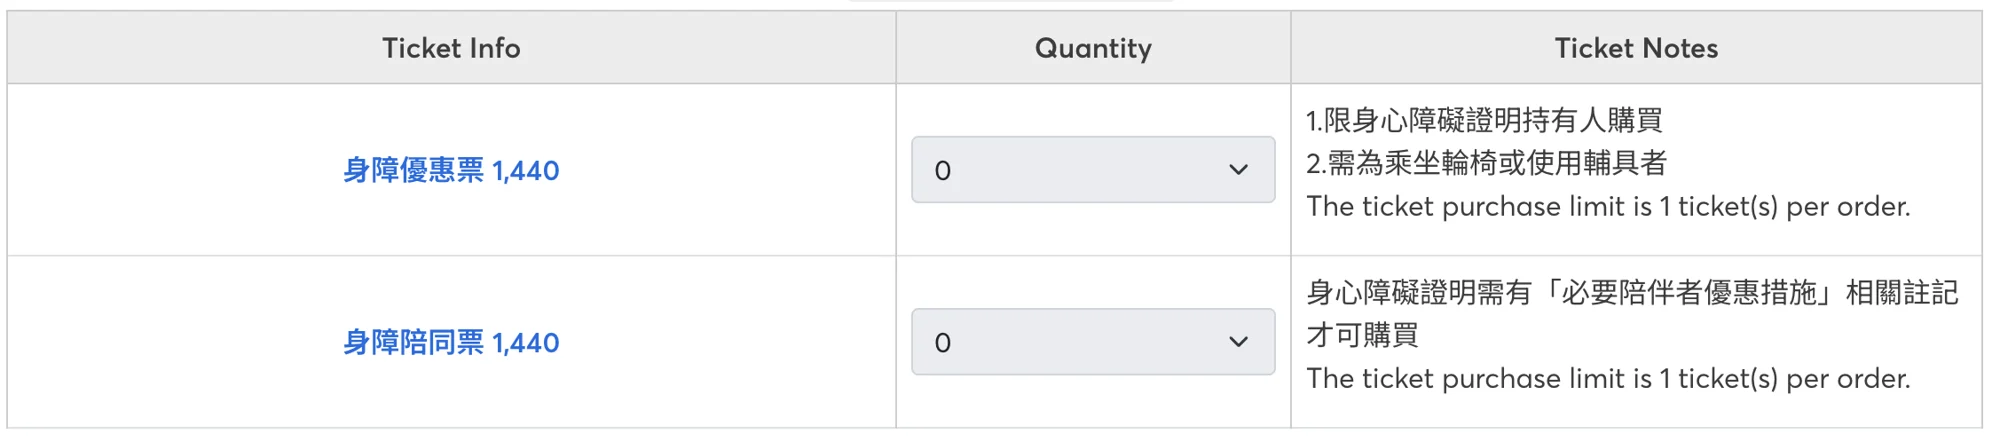 Ticket Info
Quantity
Ticket Notes
身障優惠票 1,440
0
1.限身心障礙證明持有人購買
2.需為乘坐輪椅或使用輔具者
The ticket purchase limit is 1 ticket(s) per order.
身障陪同票 1,440
0
身心障礙證明需有「必要陪伴者優惠措施」相關註記
才可購買
The ticket purchase limit is 1 ticket(s) per order.